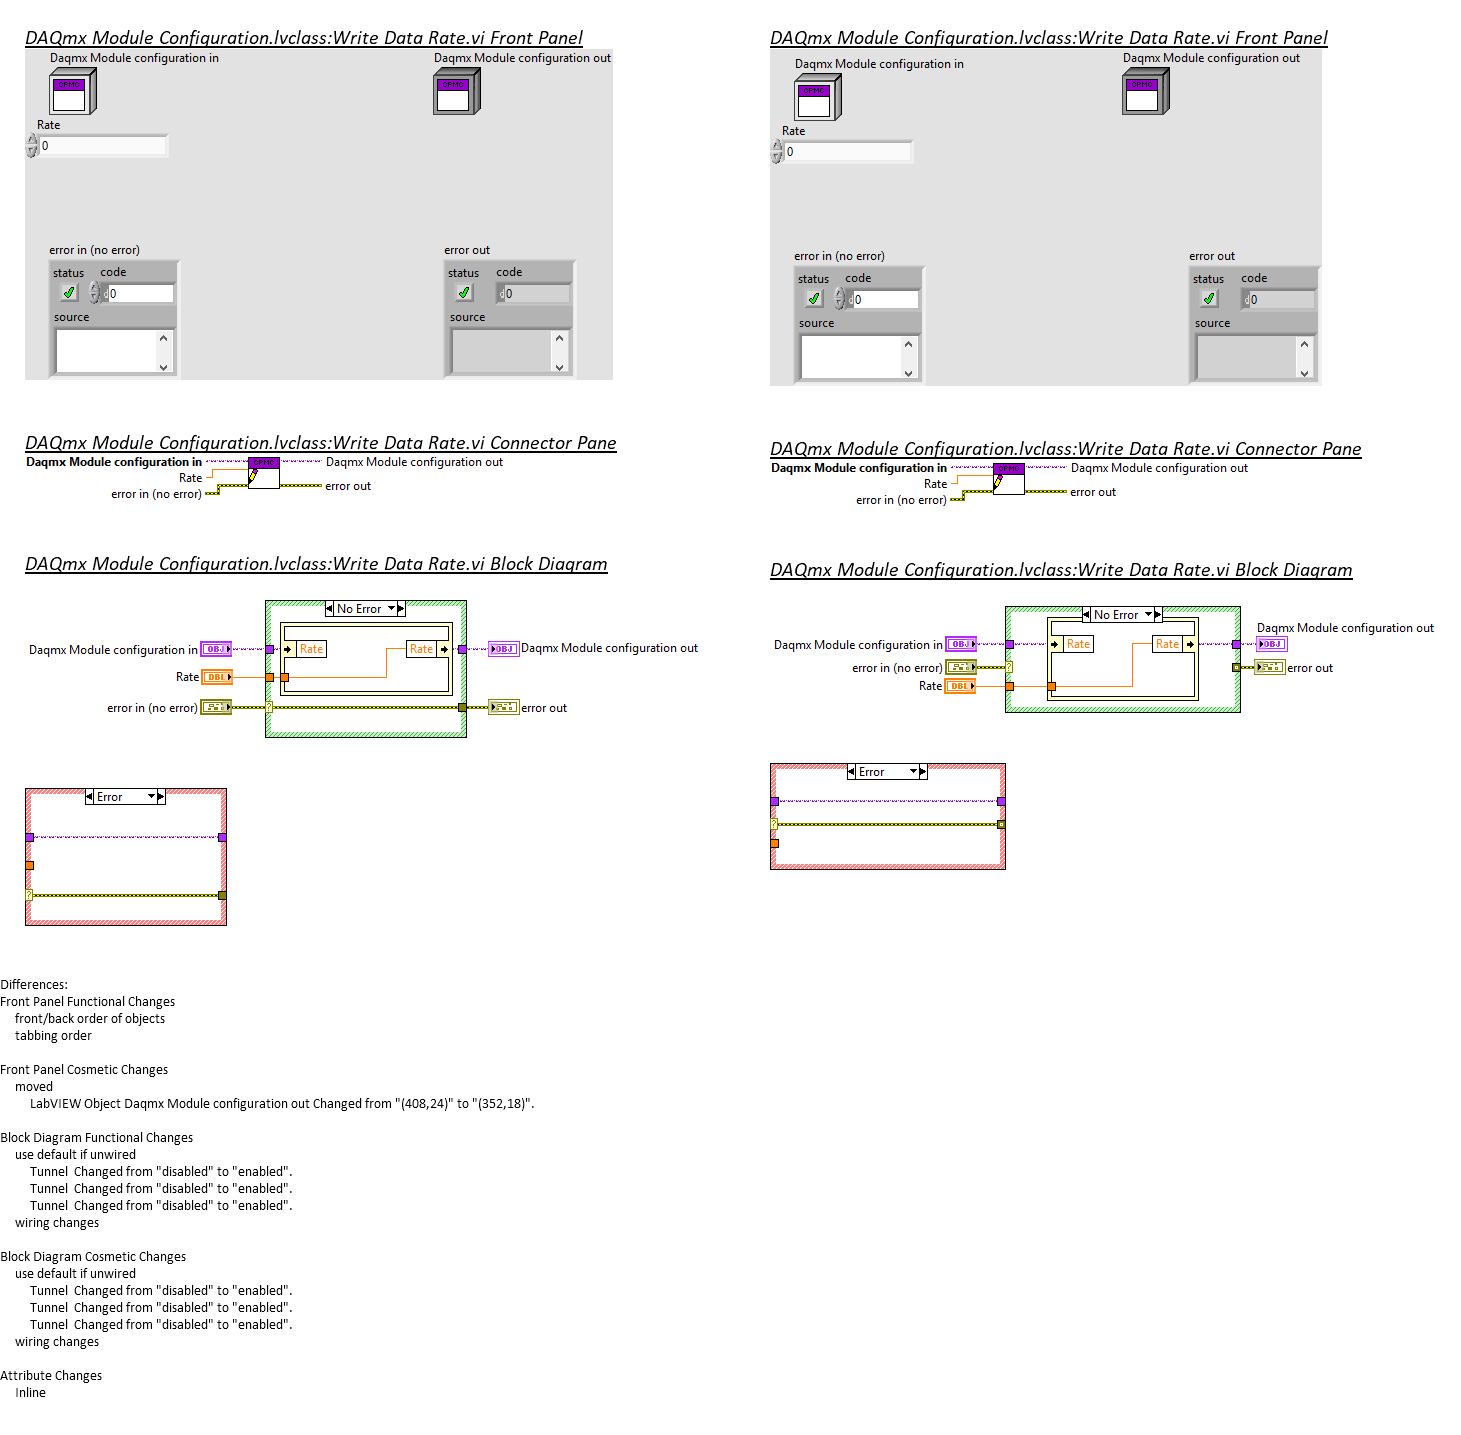 DAQmx Module Configuration.lvclass:Write Data Rate.vi Front Panel
Daqmx Module configuration in
Daqmx Module configuration out
CPMC
CPMC
Rate
0
error in (no error)
error out
status
code
status
code
d 0
d 0
source
source
DAQmx Module Configuration.lvclass:Write Data Rate.vi Connector Pane
Daqmx Module configuration in
CPMC
Daqmx Module configuration out
Rate
error in (no error)
error out
DAQmx Module Configuration.lvclass:Write Data Rate.vi Block Diagram
No Error
Daqmx Module configuration in
OBJ
Rate
Rate
OBJ
Daqmx Module configuration out
Rate
DBL
error in (no error)
?
error out
Error
?
DAQmx Module Configuration.lvclass:Write Data Rate.vi Front Panel
Daqmx Module configuration in
Daqmx Module configuration out
CPMC
CPMC
Rate
0
error in (no error)
error out
status
code
status
code
d 0
d 0
source
source
DAQmx Module Configuration.lvclass:Write Data Rate.vi Connector Pane
Daqmx Module configuration in
CPMC
Daqmx Module configuration out
Rate
error in (no error)
error out
DAQmx Module Configuration.lvclass:Write Data Rate.vi Block Diagram
No Error
Daqmx Module configuration out
Daqmx Module configuration in
OBJ
Rate
Rate
OBJ
error in (no error)
?
error out
Rate
DBL
Error
?
Differences:
Front Panel Functional Changes
front/back order of objects
tabbing order
Front Panel Cosmetic Changes
moved
LabVIEW Object Daqmx Module configuration out Changed from "(408,24)" to "(352,18)".
Block Diagram Functional Changes
use default if unwired
Tunnel  Changed from "disabled" to "enabled".
Tunnel  Changed from "disabled" to "enabled".
Tunnel  Changed from "disabled" to "enabled".
wiring changes
Block Diagram Cosmetic Changes
use default if unwired
Tunnel  Changed from "disabled" to "enabled".
Tunnel  Changed from "disabled" to "enabled".
Tunnel  Changed from "disabled" to "enabled".
wiring changes
Attribute Changes
Inline